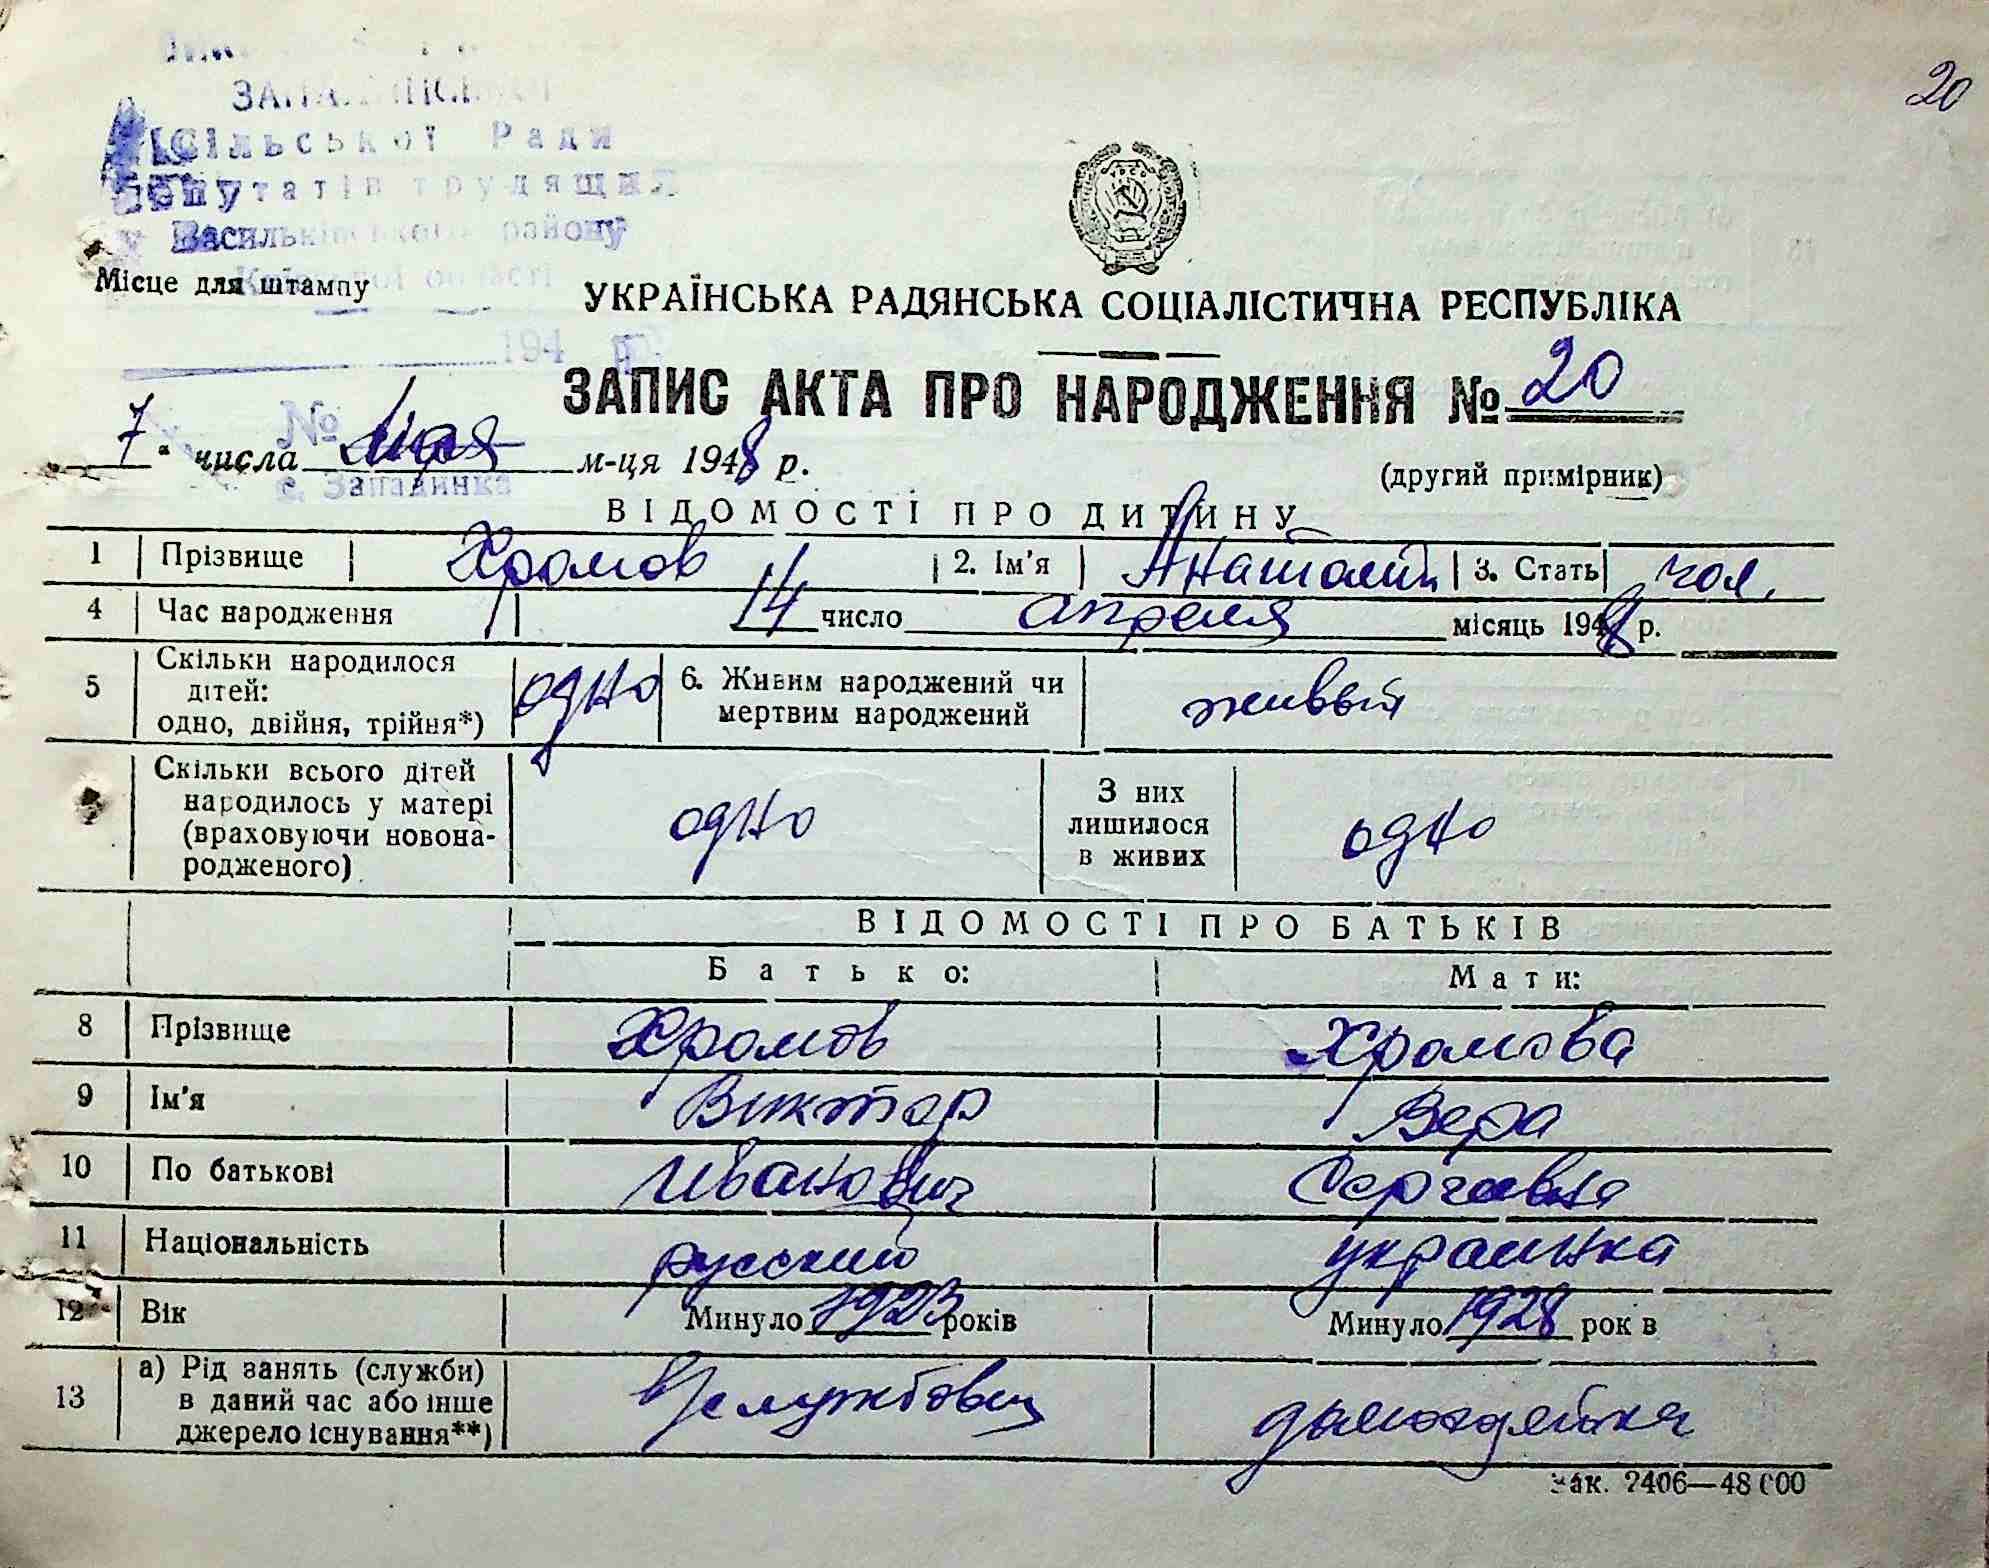 20
Сільської Ради
депутатів трудящих
Васильківського району
Київської області
Місце для штампу
УКРАЇНСЬКА РАДЯНСЬКА СОЦІАЛІСТИЧНА РЕСПУБЛІКА
194 р.
ЗАПИС АКТА ПРО НАРОДЖЕННЯ № 20
№
7 " числа мая м-ця 1948 р.
(другий примірник)
с. Западинка
ВІДОМОСТІ ПРО ДИТИНУ
1 Прізвище Хромов 2. Ім'я Анатолий 3. Стать чол.
4 Час народження 14 число апреля місяць 1948 р.
5 Скільки народилося дітей: одно, двійня, трійня*) одно 6. Живим народжений чи мертвим народжений живый
Скільки всього дітей народилось у матері (враховуючи новонародженого) одно З них лишилося в живих одно
ВІДОМОСТІ ПРО БАТЬКІВ
Батько: Мати:
8 Прізвище Хромов Хромова
9 Ім'я Виктор Вера
10 По батькові Иванович Сергеевна
11 Національність русский украинка
12 Вік Минуло 1923 років Минуло 1928 років
13 а) Рід занять (служби) в даний час або інше джерело існування**) домохозяйка
Зак. 2406—48 000